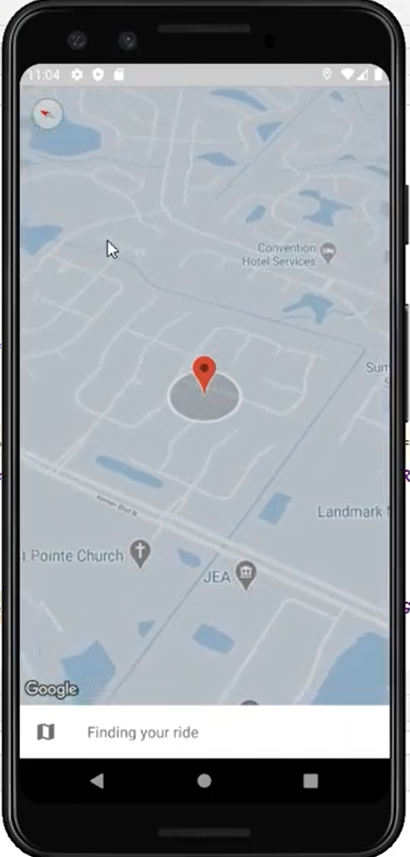 11:04
Convention
Hotel Services
Sum
Kernan Blvd N
Landmark
Pointe Church
JEA
Google
Finding your ride